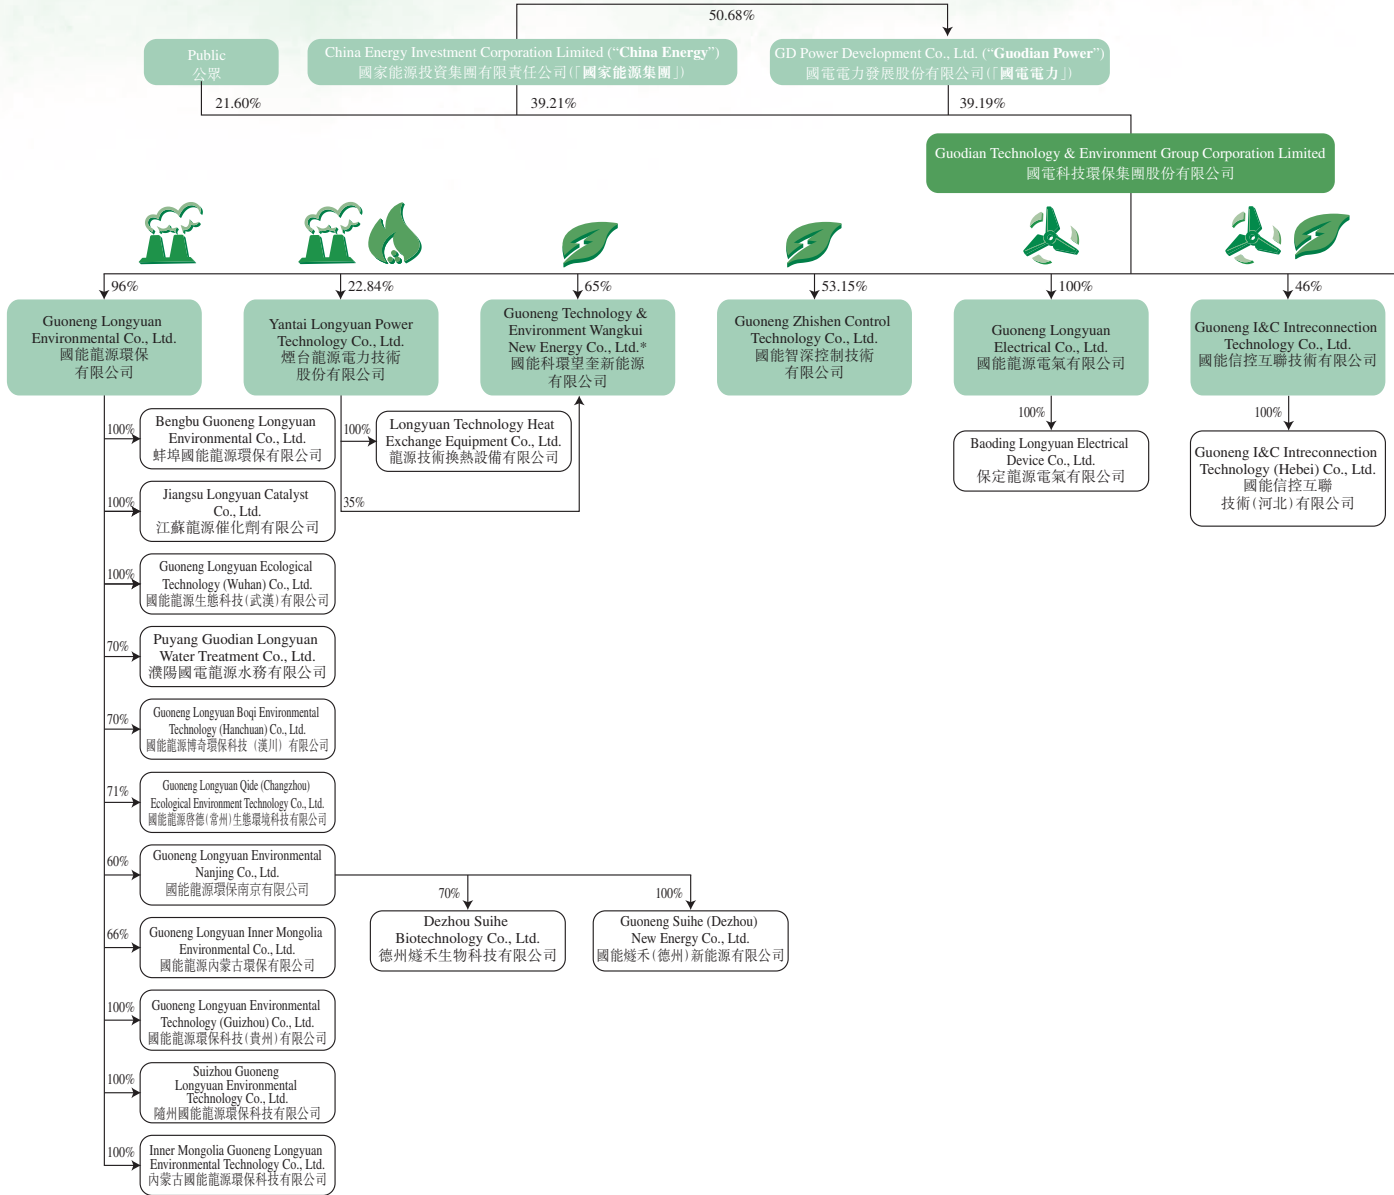 50.68%
Public
公眾
China Energy Investment Corporation Limited (“China Energy”)
國家能源投資集團有限責任公司(「國家能源集團」)
GD Power Development Co., Ltd. (“Guodian Power”)
國電電力發展股份有限公司(「國電電力」)
21.60%
39.21%
39.19%
Guodian Technology & Environment Group Corporation Limited
國電科技環保集團股份有限公司
96%
22.84%
65%
53.15%
100%
46%
Guoneng Longyuan
Environmental Co., Ltd.
國能龍源環保
有限公司
Yantai Longyuan Power
Technology Co., Ltd.
煙台龍源電力技術
股份有限公司
Guoneng Technology &
Environment Wangkui
New Energy Co., Ltd.*
國能科環望奎新能源
有限公司
Guoneng Zhishen Control
Technology Co., Ltd.
國能智深控制技術
有限公司
Guoneng Longyuan
Electrical Co., Ltd.
國能龍源電氣有限公司
Guoneng I&C Intreconnection
Technology Co., Ltd.
國能信控互聯技術有限公司
100%
Bengbu Guoneng Longyuan
Environmental Co., Ltd.
蚌埠國能龍源環保有限公司
100%
Longyuan Technology Heat
Exchange Equipment Co., Ltd.
龍源技術換熱設備有限公司
35%
100%
Baoding Longyuan Electrical
Device Co., Ltd.
保定龍源電氣有限公司
100%
Guoneng I&C Intreconnection
Technology (Hebei) Co., Ltd.
國能信控互聯
技術(河北)有限公司
100%
Jiangsu Longyuan Catalyst
Co., Ltd.
江蘇龍源催化劑有限公司
100%
Guoneng Longyuan Ecological
Technology (Wuhan) Co., Ltd.
國能龍源生態科技(武漢)有限公司
70%
Puyang Guodian Longyuan
Water Treatment Co., Ltd.
濮陽國電龍源水務有限公司
70%
Guoneng Longyuan Boqi Environmental
Technology (Hanchuan) Co., Ltd.
國能龍源博奇環保科技（漢川）有限公司
71%
Guoneng Longyuan Qide (Changzhou)
Ecological Environment Technology Co., Ltd.
國能龍源啓德(常州)生態環境科技有限公司
60%
Guoneng Longyuan Environmental
Nanjing Co., Ltd.
國能龍源環保南京有限公司
70%
Dezhou Suihe
Biotechnology Co., Ltd.
德州燧禾生物科技有限公司
100%
Guoneng Suihe (Dezhou)
New Energy Co., Ltd.
國能燧禾(德州)新能源有限公司
66%
Guoneng Longyuan Inner Mongolia
Environmental Co., Ltd.
國能龍源內蒙古環保有限公司
100%
Guoneng Longyuan Environmental
Technology (Guizhou) Co., Ltd.
國能龍源環保科技(貴州)有限公司
100%
Suizhou Guoneng
Longyuan Environmental
Technology Co., Ltd.
隨州國能龍源環保科技有限公司
100%
Inner Mongolia Guoneng Longyuan
Environmental Technology Co., Ltd.
內蒙古國能龍源環保科技有限公司